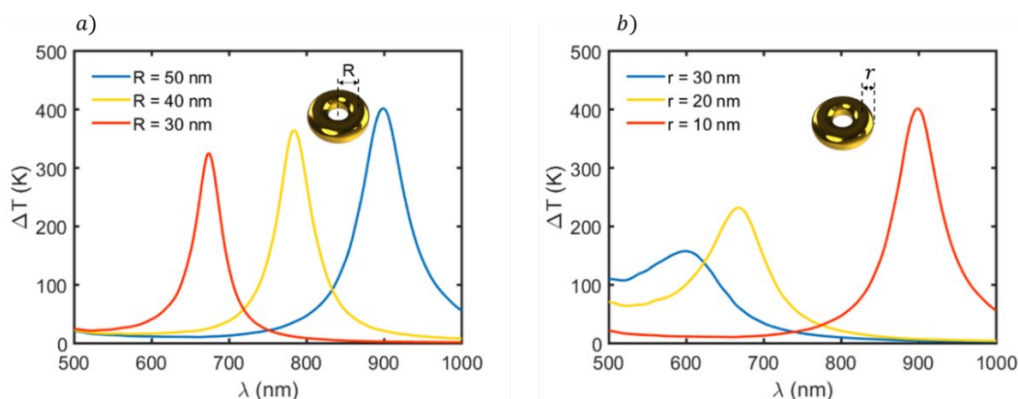 a)
500
400
300
200
100
0
ΔT (K)
R = 50 nm
R = 40 nm
R = 30 nm
R
500 600 700 800 900 1000
λ (nm)
b)
500
400
300
200
100
0
ΔT (K)
r = 30 nm
r = 20 nm
r = 10 nm
r
500 600 700 800 900 1000
λ (nm)